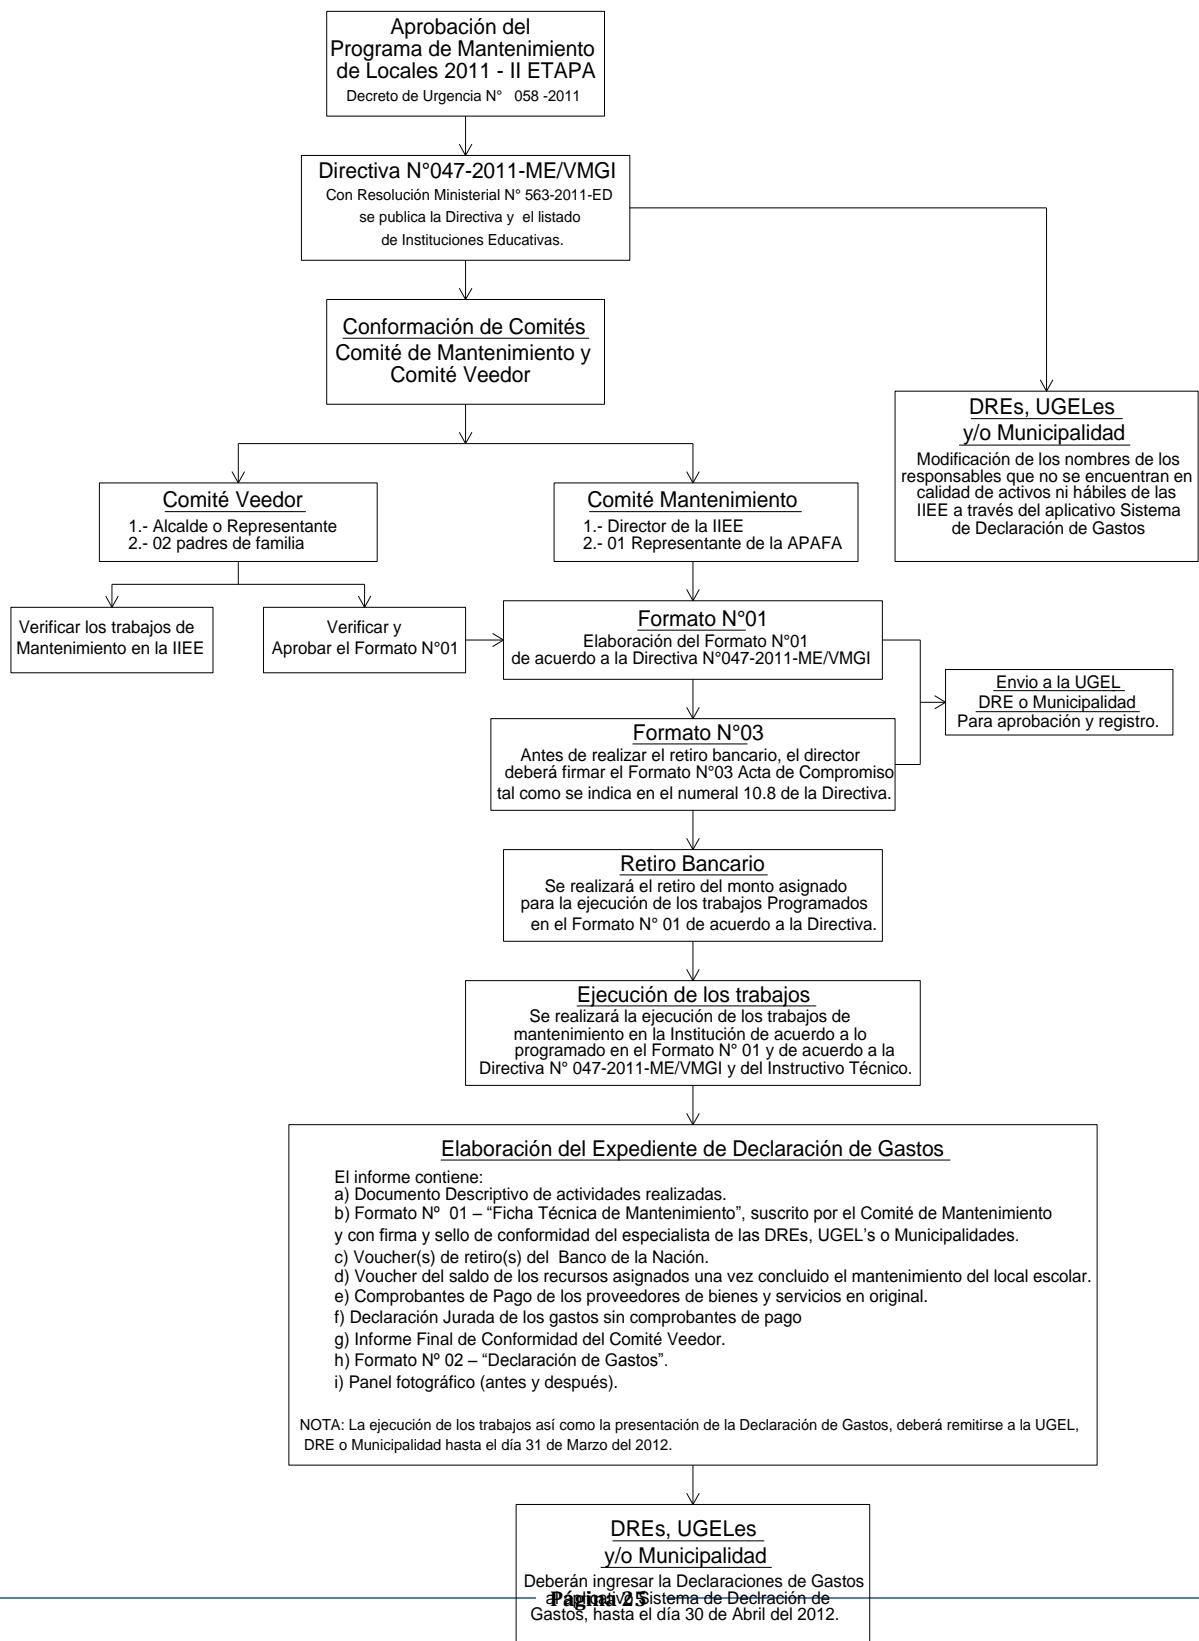 Aprobación del
Programa de Mantenimiento
de Locales 2011 - II ETAPA
Decreto de Urgencia N° 058 -2011
Directiva N°047-2011-ME/VMGI
Con Resolución Ministerial N° 563-2011-ED
se publica la Directiva y el listado
de Instituciones Educativas.
Conformación de Comités
Comité de Mantenimiento y
Comité Veedor
DREs, UGELes
y/o Municipalidad
Modificación de los nombres de los
responsables que no se encuentran en
calidad de activos ni hábiles de las
IIEE a través del aplicativo Sistema
de Declaración de Gastos
Comité Veedor
1.- Alcalde o Representante
2.- 02 padres de familia
Comité Mantenimiento
1.- Director de la IIEE
2.- 01 Representante de la APAFA
Verificar los trabajos de
Mantenimiento en la IIEE
Verificar y
Aprobar el Formato N°01
Formato N°01
Elaboración del Formato N°01
de acuerdo a la Directiva N°047-2011-ME/VMGI
Envio a la UGEL
DRE o Municipalidad
Para aprobación y registro.
Formato N°03
Antes de realizar el retiro bancario, el director
deberá firmar el Formato N°03 Acta de Compromiso
tal como se indica en el numeral 10.8 de la Directiva.
Retiro Bancario
Se realizará el retiro del monto asignado
para la ejecución de los trabajos Programados
en el Formato N° 01 de acuerdo a la Directiva.
Ejecución de los trabajos
Se realizará la ejecución de los trabajos de
mantenimiento en la Institución de acuerdo a lo
programado en el Formato N° 01 y de acuerdo a la
Directiva N° 047-2011-ME/VMGI y del Instructivo Técnico.
Elaboración del Expediente de Declaración de Gastos
El informe contiene:
a) Documento Descriptivo de actividades realizadas.
b) Formato Nº 01 – “Ficha Técnica de Mantenimiento”, suscrito por el Comité de Mantenimiento
y con firma y sello de conformidad del especialista de las DREs, UGEL’s o Municipalidades.
c) Voucher(s) de retiro(s) del Banco de la Nación.
d) Voucher del saldo de los recursos asignados una vez concluido el mantenimiento del local escolar.
e) Comprobantes de Pago de los proveedores de bienes y servicios en original.
f) Declaración Jurada de los gastos sin comprobantes de pago
g) Informe Final de Conformidad del Comité Veedor.
h) Formato Nº 02 – “Declaración de Gastos”.
i) Panel fotográfico (antes y después).
NOTA: La ejecución de los trabajos así como la presentación de la Declaración de Gastos, deberá remitirse a la UGEL,
DRE o Municipalidad hasta el día 31 de Marzo del 2012.
DREs, UGELes
y/o Municipalidad
Deberán ingresar la Declaraciones de Gastos
al aplicativo Sistema de Declración de
Gastos, hasta el día 30 de Abril del 2012.
Página 25